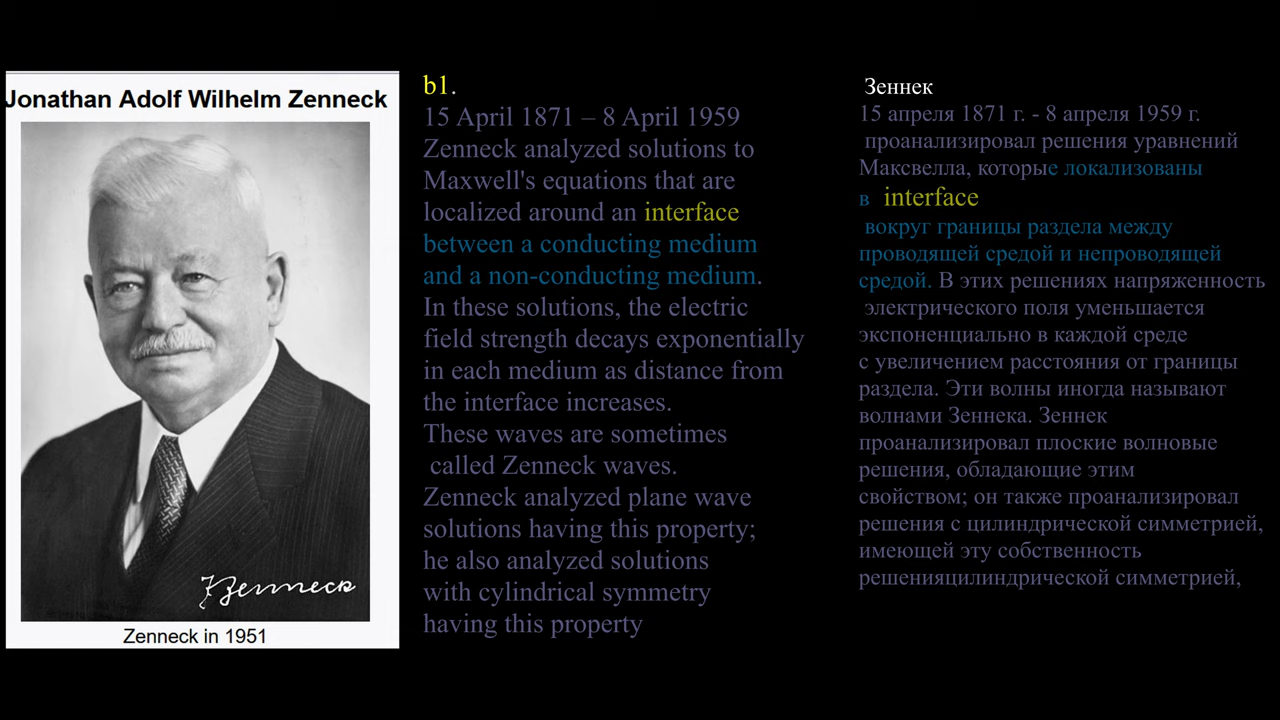 Jonathan Adolf Wilhelm Zenneck
JZenneck
Zenneck in 1951
b1.
15 April 1871 – 8 April 1959
Zenneck analyzed solutions to
Maxwell's equations that are
localized around an interface
between a conducting medium
and a non-conducting medium.
In these solutions, the electric
field strength decays exponentially
in each medium as distance from
the interface increases.
These waves are sometimes
called Zenneck waves.
Zenneck analyzed plane wave
solutions having this property;
he also analyzed solutions
with cylindrical symmetry
having this property
Зеннек
15 апреля 1871 г. - 8 апреля 1959 г.
проанализировал решения уравнений
Максвелла, которые локализованы
в interface
вокруг границы раздела между
проводящей средой и непроводящей
средой. В этих решениях напряженность
электрического поля уменьшается
экспоненциально в каждой среде
с увеличением расстояния от границы
раздела. Эти волны иногда называют
волнами Зеннека. Зеннек
проанализировал плоские волновые
решения, обладающие этим
свойством; он также проанализировал
решения с цилиндрической симметрией,
имеющей эту собственность
решенияцилиндрической симметрией,